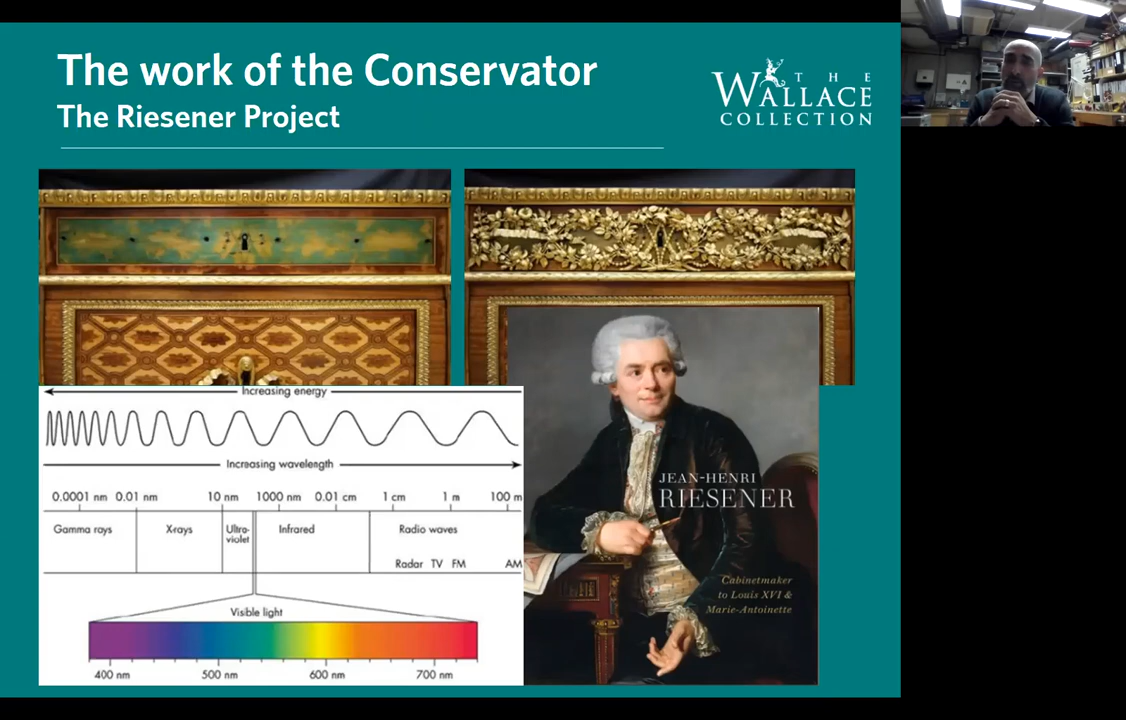 The work of the Conservator
The Riesener Project
THE
WALLACE
COLLECTION
Increasing energy
Increasing wavelength
0.0001 nm 0.01 nm 10 nm 1000 nm 0.01 cm 1 cm 1 m 100 m
Gamma rays X-rays Ultra-violet Infrared Radio waves
Radar TV FM AM
Visible light
400 nm 500 nm 600 nm 700 nm
JEAN-HENRI
RIESENER
Cabinetmaker
to Louis XVI &
Marie-Antoinette